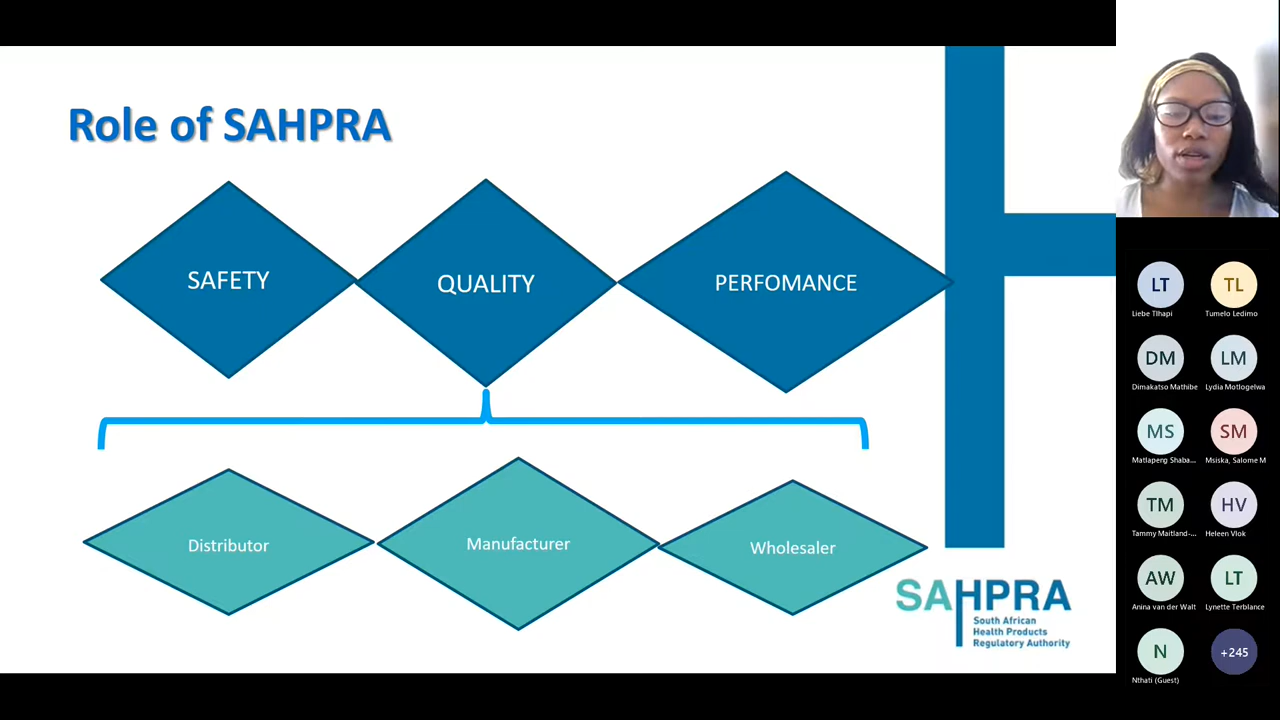 Role of SAHPRA
SAFETY
QUALITY
PERFOMANCE
Distributor
Manufacturer
Wholesaler
SAHPRA
South African
Health Products
Regulatory Authority
LT
TL
Liebe Tlhapi
Tumelo Ledimo
DM
LM
Dimakatso Mathibe
Lydia Motlogelwa
MS
SM
Matlapeng Shaba...
Msiska, Salome M
TM
HV
Tammy Maitland-...
Heleen Vlok
AW
LT
Anina van der Walt
Lynette Terblance
N
+245
Nthati (Guest)